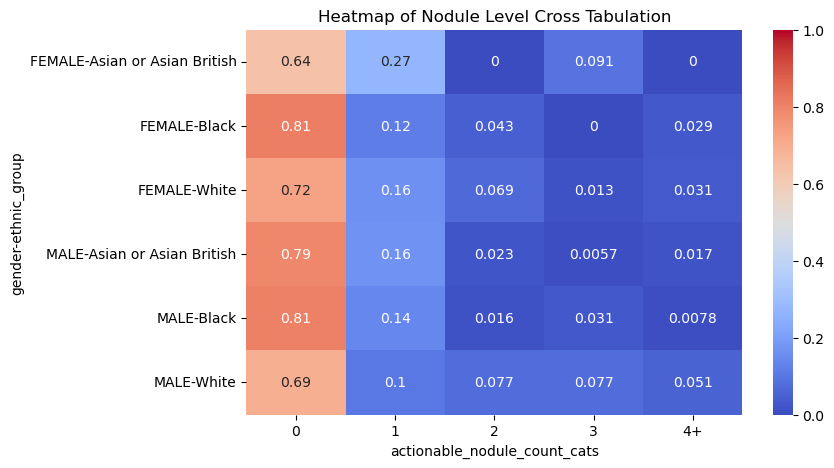 Heatmap of Nodule Level Cross Tabulation
gender-ethnic_group
FEMALE-Asian or Asian British 0.64 0.27 0 0.091 0
FEMALE-Black 0.81 0.12 0.043 0 0.029
FEMALE-White 0.72 0.16 0.069 0.013 0.031
MALE-Asian or Asian British 0.79 0.16 0.023 0.0057 0.017
MALE-Black 0.81 0.14 0.016 0.031 0.0078
MALE-White 0.69 0.1 0.077 0.077 0.051
0 1 2 3 4+
actionable_nodule_count_cats
1.0
0.8
0.6
0.4
0.2
0.0